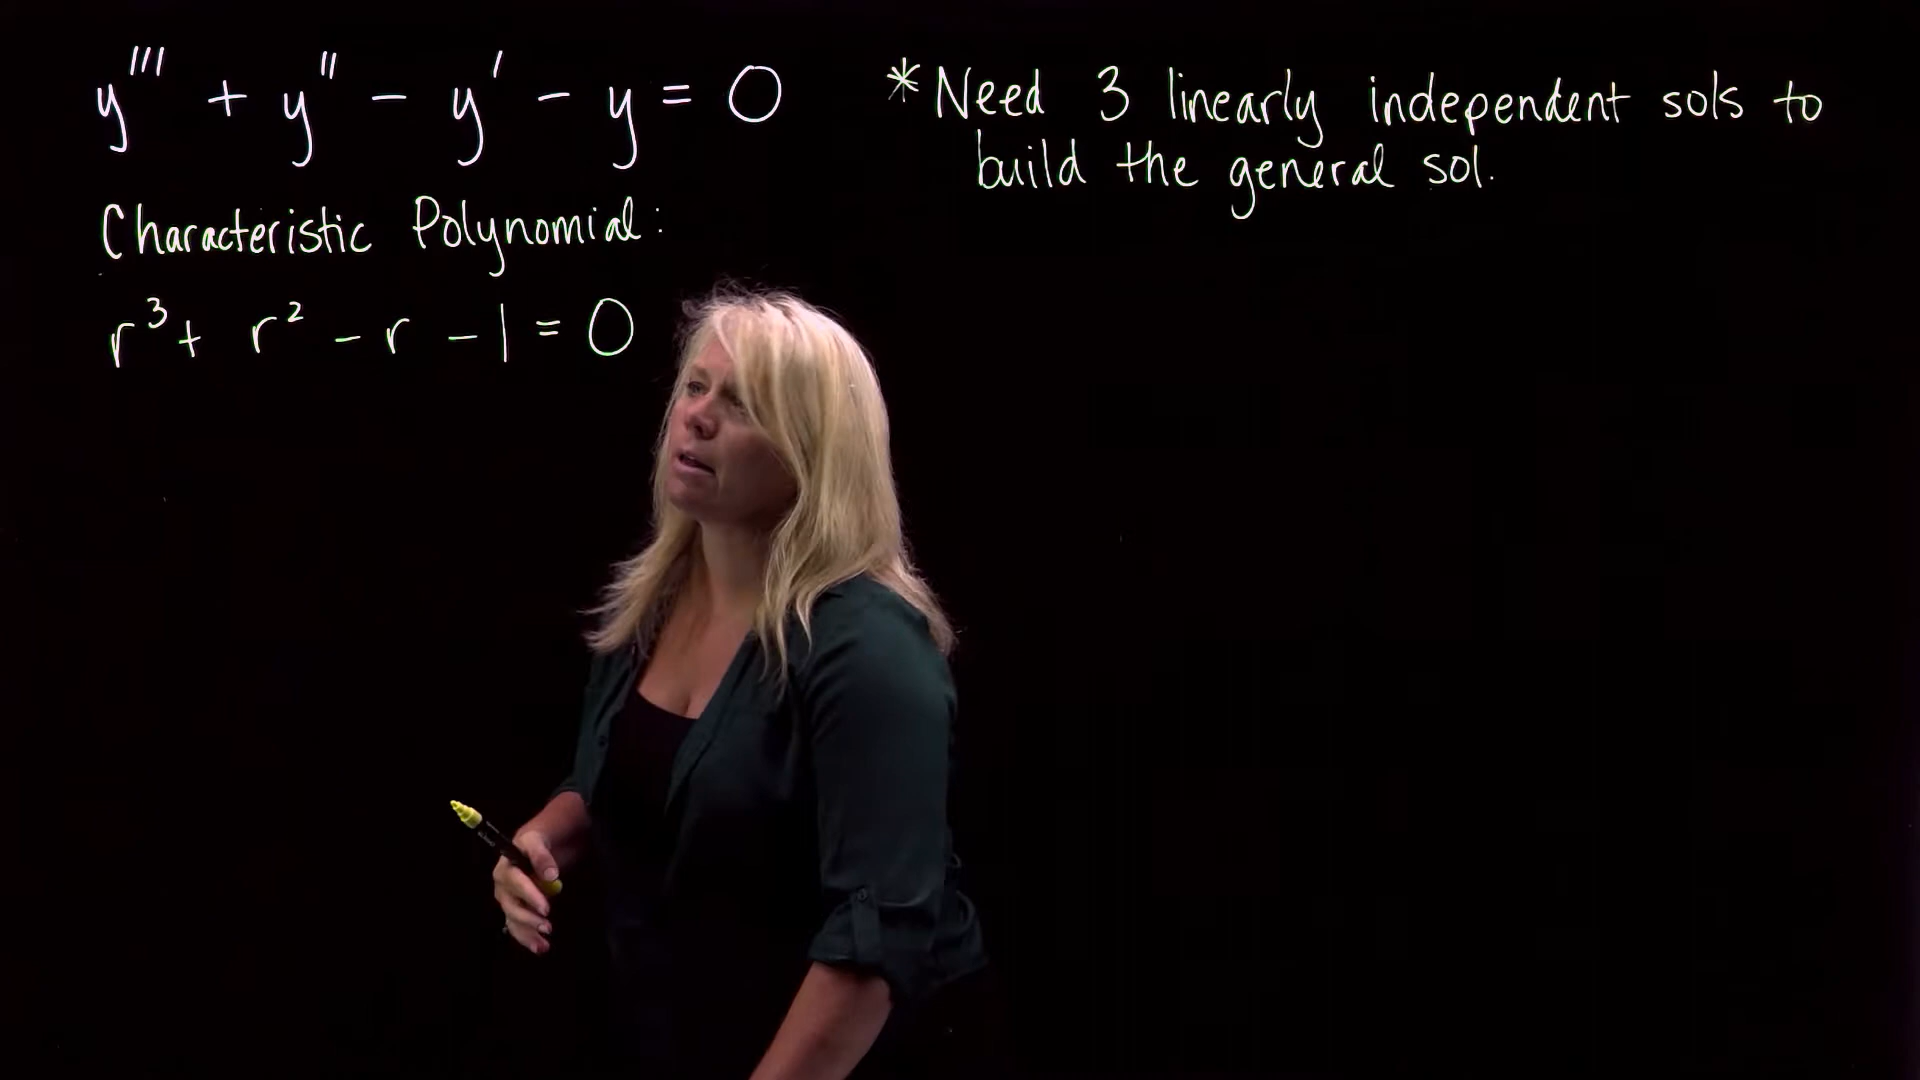 y''' + y'' - y' - y = 0
* Need 3 linearly independent sols to
build the general sol.
Characteristic Polynomial:
r³ + r² - r - 1 = 0